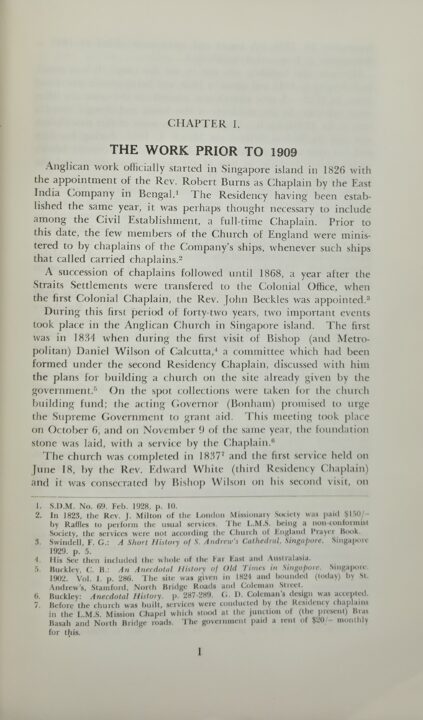 CHAPTER I.
THE WORK PRIOR TO 1909
Anglican work officially started in Singapore island in 1826 with
the appointment of the Rev. Robert Burns as Chaplain by the East
India Company in Bengal.¹ The Residency having been estab-
lished the same year, it was perhaps thought necessary to include
among the Civil Establishment, a full-time Chaplain. Prior to
this date, the few members of the Church of England were minis-
tered to by chaplains of the Company's ships, whenever such ships
that called carried chaplains.²
A succession of chaplains followed until 1868, a year after the
Straits Settlements were transfered to the Colonial Office, when
the first Colonial Chaplain, the Rev. John Beckles was appointed.³
During this first period of forty-two years, two important events
took place in the Anglican Church in Singapore island. The first
was in 1834 when during the first visit of Bishop (and Metro-
politan) Daniel Wilson of Calcutta,⁴ a committee which had been
formed under the second Residency Chaplain, discussed with him
the plans for building a church on the site already given by the
government.⁵ On the spot collections were taken for the church
building fund; the acting Governor (Bonham) promised to urge
the Supreme Government to grant aid. This meeting took place
on October 6, and on November 9 of the same year, the foundation
stone was laid, with a service by the Chaplain.⁶
The church was completed in 1837⁷ and the first service held on
June 18, by the Rev. Edward White (third Residency Chaplain)
and it was consecrated by Bishop Wilson on his second visit, on
1. S.D.M. No. 69. Feb. 1928, p. 10.
2. In 1823, the Rev. J. Milton of the London Missionary Society was paid $150/-
by Raffles to perform the usual services. The L.M.S. being a non-conformist
Society, the services were not according the Church of England Prayer Book.
3. Swindell, F. G.: A Short History of S. Andrew's Cathedral, Singapore. Singapore
1929. p. 5.
4. His See then included the whole of the Far East and Australasia.
5. Buckley, C. B.: An Anecdotal History of Old Times in Singapore. Singapore.
1902. Vol. I. p. 286. The site was given in 1824 and bounded (today) by St.
Andrew's, Stamford, North Bridge Roads and Coleman Street.
6. Buckley: Anecdotal History. p. 287-289. G. D. Coleman's design was accepted.
7. Before the church was built, services were conducted by the Residency chaplains
in the L.M.S. Mission Chapel which stood at the junction of (the present) Bras
Basah and North Bridge roads. The government paid a rent of $20/- monthly
for this.
1